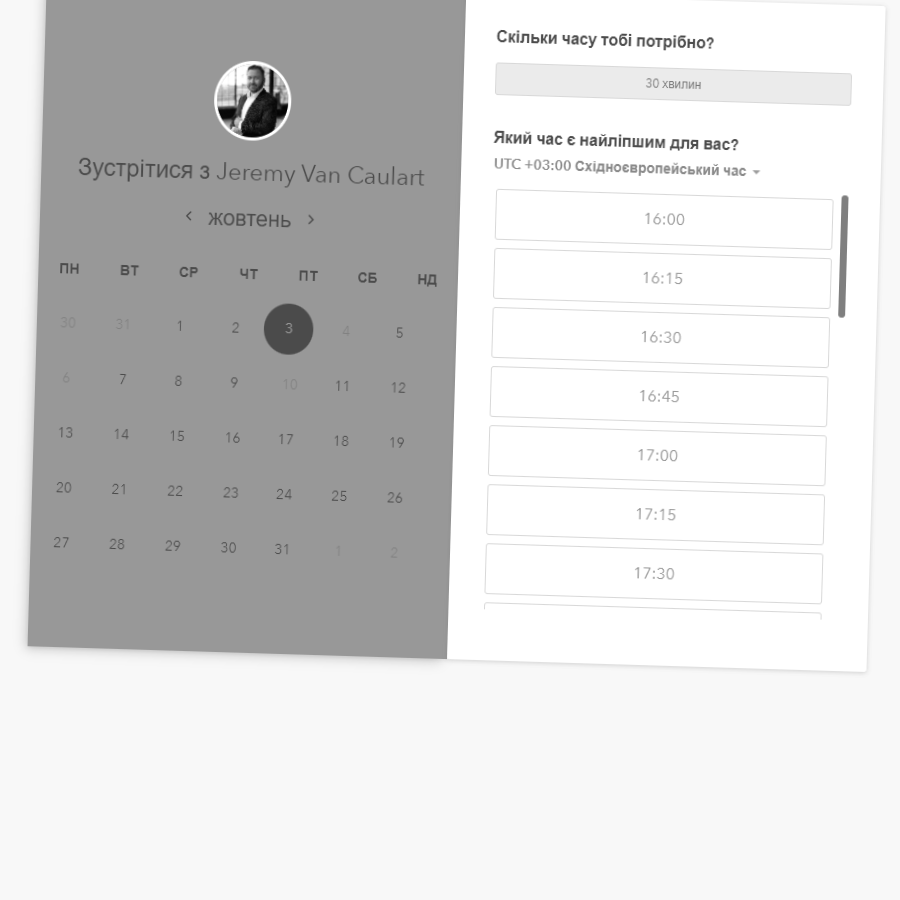 Зустрітися з Jeremy Van Caulart
жовтень
ПН ВТ СР ЧТ ПТ СБ НД
30 31 1 2 3 4 5
6 7 8 9 10 11 12
13 14 15 16 17 18 19
20 21 22 23 24 25 26
27 28 29 30 31 1 2
Скільки часу тобі потрібно?
30 хвилин
Який час є найліпшим для вас?
UTC +03:00 Східноєвропейський час
16:00
16:15
16:30
16:45
17:00
17:15
17:30